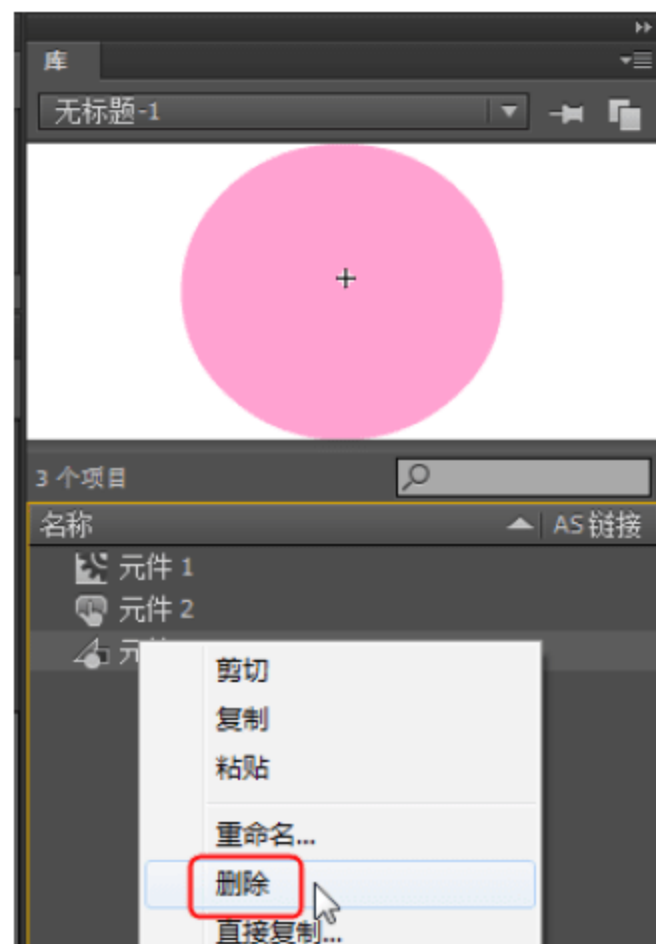 库
无标题-1
3 个项目
名称 AS 链接
元件 1
元件 2
剪切
复制
粘贴
重命名...
删除
直接复制...